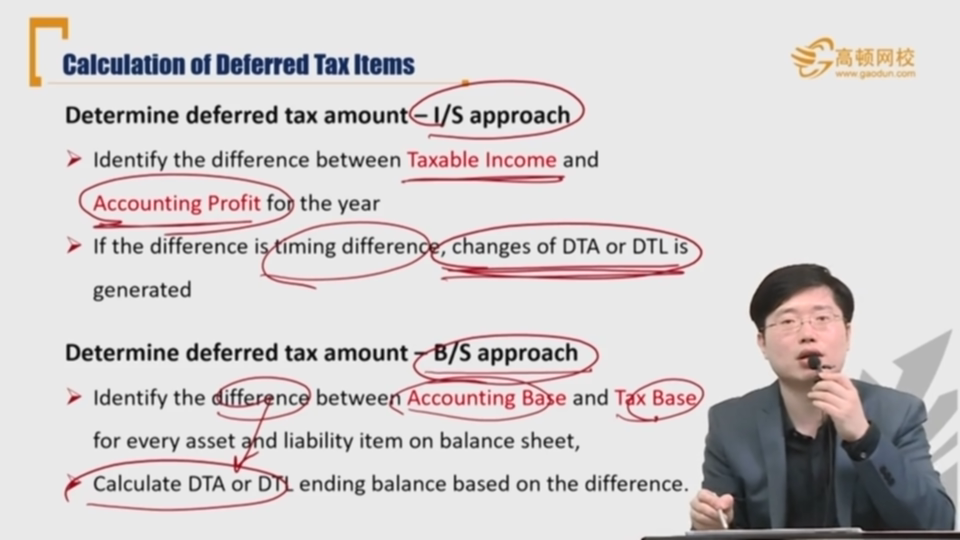 Calculation of Deferred Tax Items
高顿网校
www.gaodun.com
Determine deferred tax amount – I/S approach
Identify the difference between Taxable Income and
Accounting Profit for the year
If the difference is timing difference, changes of DTA or DTL is
generated
Determine deferred tax amount – B/S approach
Identify the difference between Accounting Base and Tax Base
for every asset and liability item on balance sheet,
Calculate DTA or DTL ending balance based on the difference.